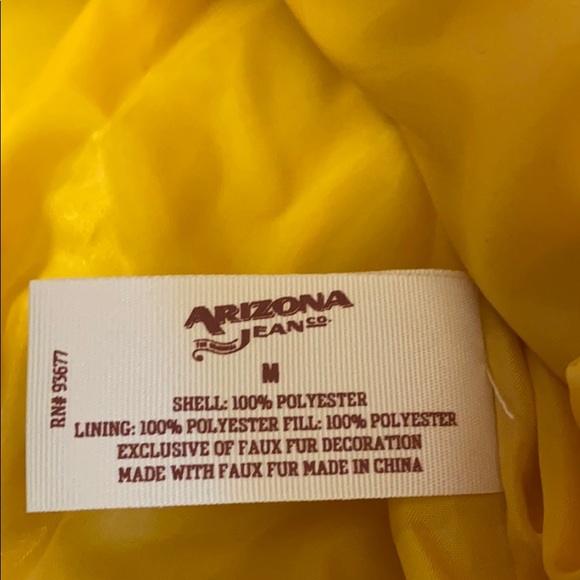 ARIZONA
THE ORIGINAL JEAN CO.
M
SHELL: 100% POLYESTER
LINING: 100% POLYESTER FILL: 100% POLYESTER
EXCLUSIVE OF FAUX FUR DECORATION
MADE WITH FAUX FUR MADE IN CHINA
RN# 93677